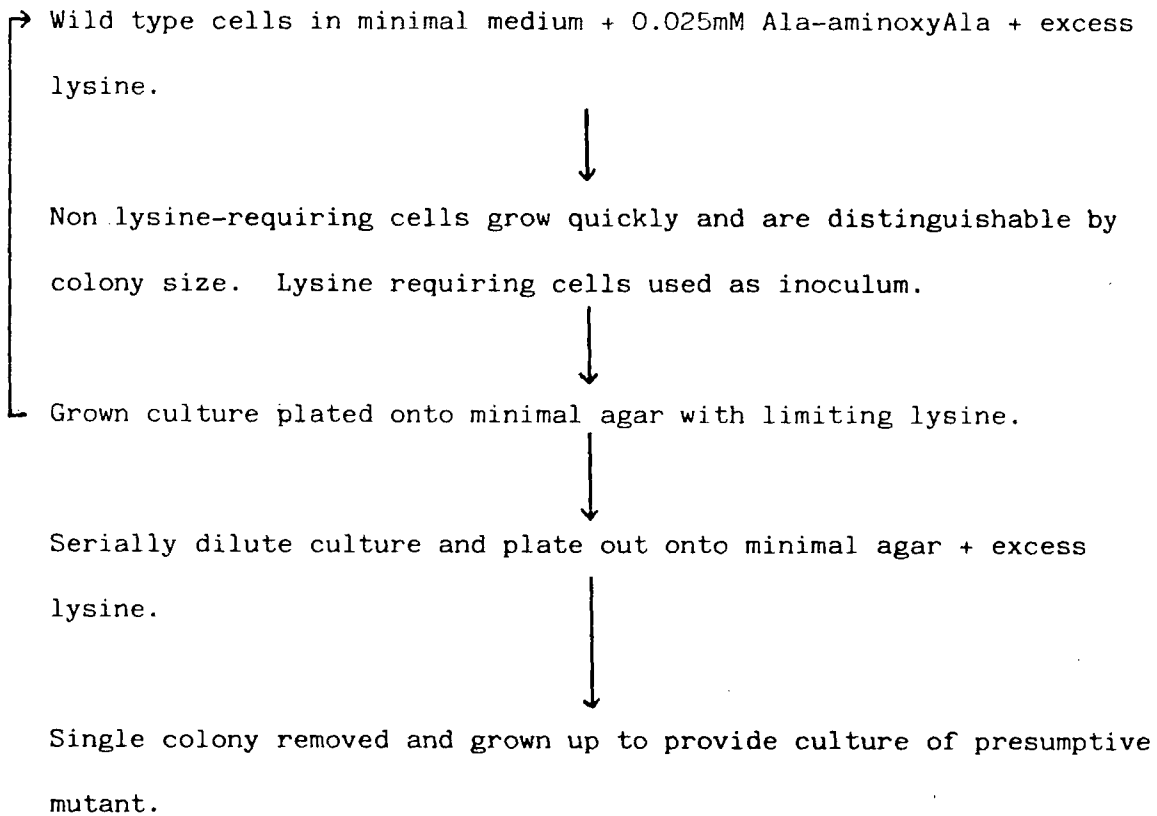 Wild type cells in minimal medium + 0.025mM Ala-aminoxyAla + excess
lysine.
Non lysine-requiring cells grow quickly and are distinguishable by
colony size. Lysine requiring cells used as inoculum.
Grown culture plated onto minimal agar with limiting lysine.
Serially dilute culture and plate out onto minimal agar + excess
lysine.
Single colony removed and grown up to provide culture of presumptive
mutant.